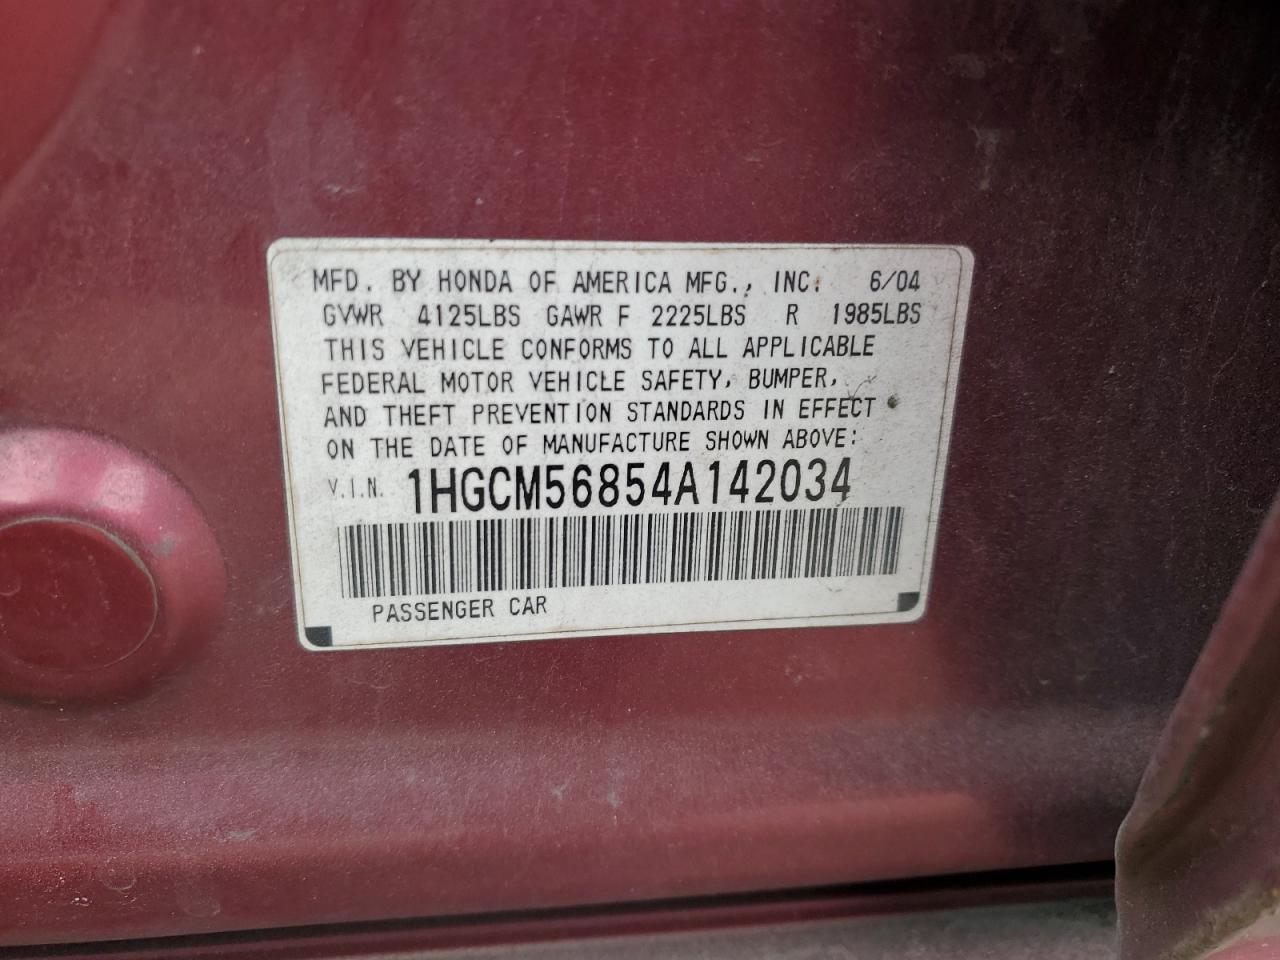 MFD. BY HONDA OF AMERICA MFG., INC. 6/04
GVWR 4125LBS GAWR F 2225LBS R 1985LBS
THIS VEHICLE CONFORMS TO ALL APPLICABLE
FEDERAL MOTOR VEHICLE SAFETY, BUMPER,
AND THEFT PREVENTION STANDARDS IN EFFECT
ON THE DATE OF MANUFACTURE SHOWN ABOVE:
V.I.N. 1HGCM56854A142034
PASSENGER CAR